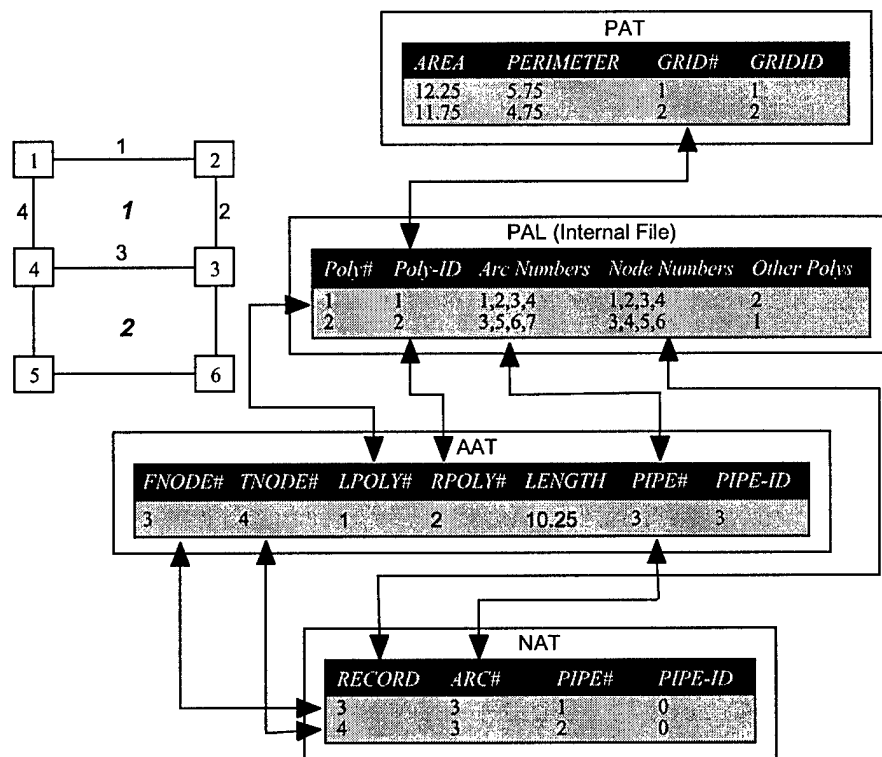 PAT
AREA PERIMETER GRID# GRIDID
12.25 5.75 1 1
11.75 4.75 2 2
1 1 2
4 1 2
4 3 3
2
5 6
PAL (Internal File)
Poly# Poly-ID Arc Numbers Node Numbers Other Polys
1 1 1,2,3,4 1,2,3,4 2
2 2 3,5,6,7 3,4,5,6 1
AAT
FNODE# TNODE# LPOLY# RPOLY# LENGTH PIPE# PIPE-ID
3 4 1 2 10.25 3 3
NAT
RECORD ARC# PIPE# PIPE-ID
3 3 1 0
4 3 2 0